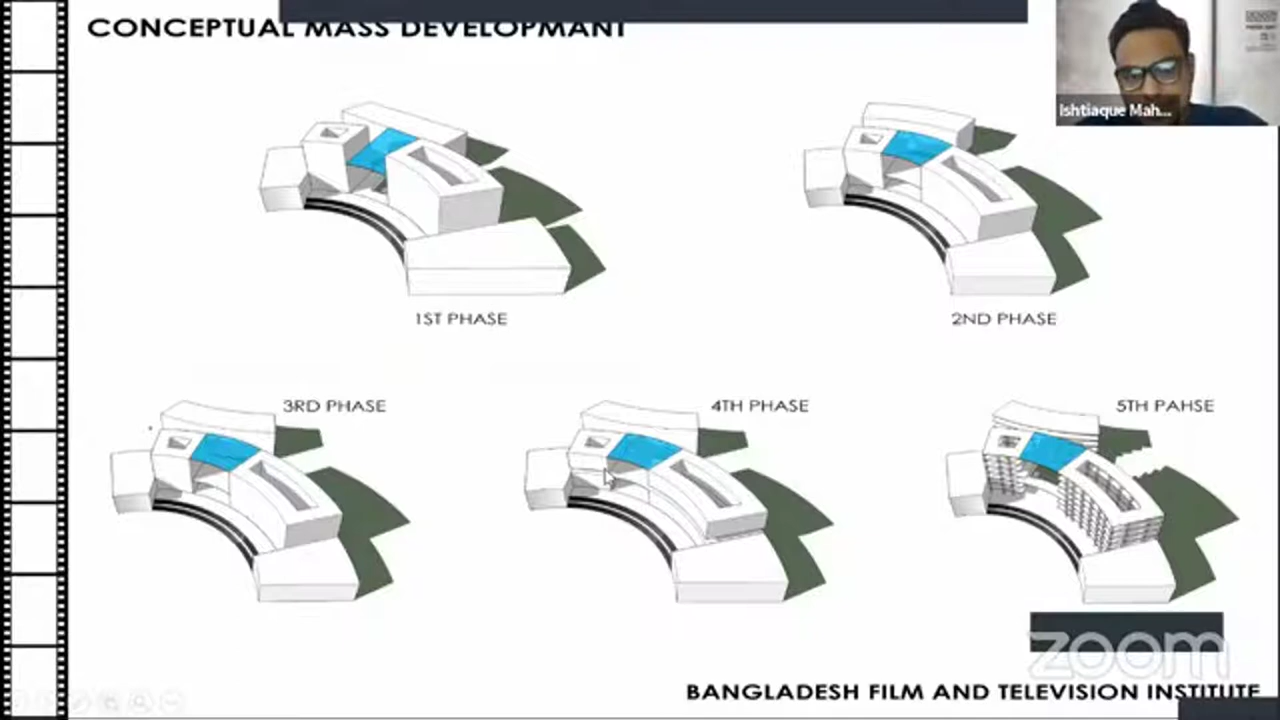 CONCEPTUAL MASS DEVELOPMANT
Ishtiaque Mah...
1ST PHASE
2ND PHASE
3RD PHASE
4TH PHASE
5TH PAHSE
zoom
BANGLADESH FILM AND TELEVISION INSTITUTE